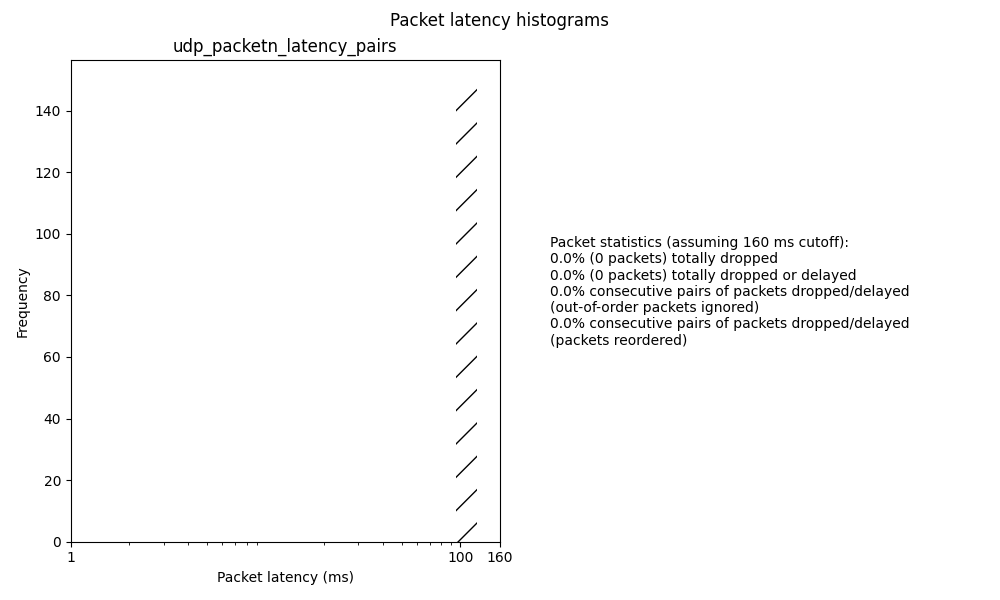 Packet latency histograms
udp_packetn_latency_pairs
140
120
100
80
60
40
20
0
Frequency
1
100
160
Packet latency (ms)
Packet statistics (assuming 160 ms cutoff):
0.0% (0 packets) totally dropped
0.0% (0 packets) totally dropped or delayed
0.0% consecutive pairs of packets dropped/delayed
(out-of-order packets ignored)
0.0% consecutive pairs of packets dropped/delayed
(packets reordered)